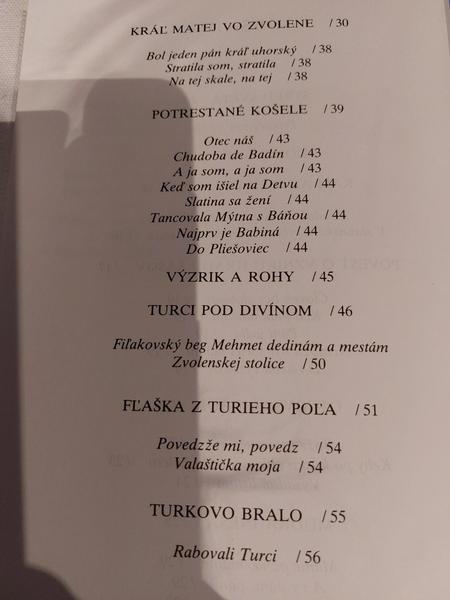 KRÁĽ MATEJ VO ZVOLENE / 30
Bol jeden pán kráľ uhorský / 38
Stratila som, stratila / 38
Na tej skale, na tej / 38
POTRESTANÉ KOŠELE / 39
Otec náš / 43
Chudoba de Badín / 43
A ja som, a ja som / 43
Keď som išiel na Detvu / 44
Slatina sa žení / 44
Tancovala Mýtna s Báňou / 44
Najprv je Babiná / 44
Do Pliešoviec / 44
VÝZRIK A ROHY / 45
TURCI POD DIVÍNOM / 46
Fiľakovský beg Mehmet dedinám a mestám
Zvolenskej stolice / 50
FĽAŠKA Z TURIEHO POĽA / 51
Povedzže mi, povedz / 54
Valaštička moja / 54
TURKOVO BRALO / 55
Rabovali Turci / 56